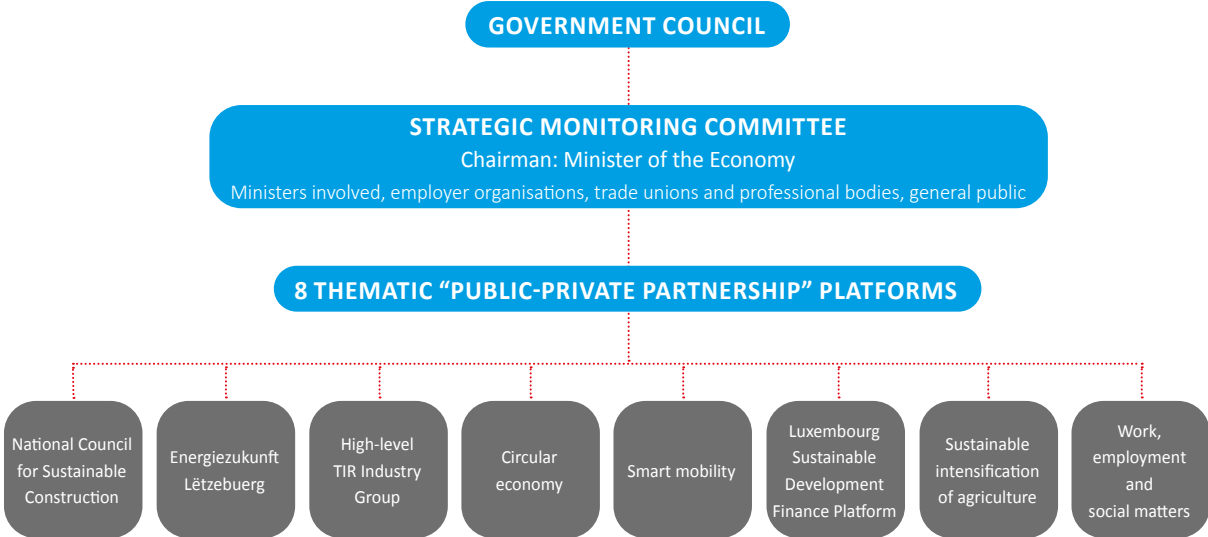 GOVERNMENT COUNCIL
STRATEGIC MONITORING COMMITTEE
Chairman: Minister of the Economy
Ministers involved, employer organisations, trade unions and professional bodies, general public
8 THEMATIC “PUBLIC-PRIVATE PARTNERSHIP” PLATFORMS
National Council
for Sustainable
Construction
Energiezukunft
Lëtzebuerg
High-level
TIR Industry
Group
Circular
economy
Smart mobility
Luxembourg
Sustainable
Development
Finance Platform
Sustainable
intensification
of agriculture
Work,
employment
and
social matters